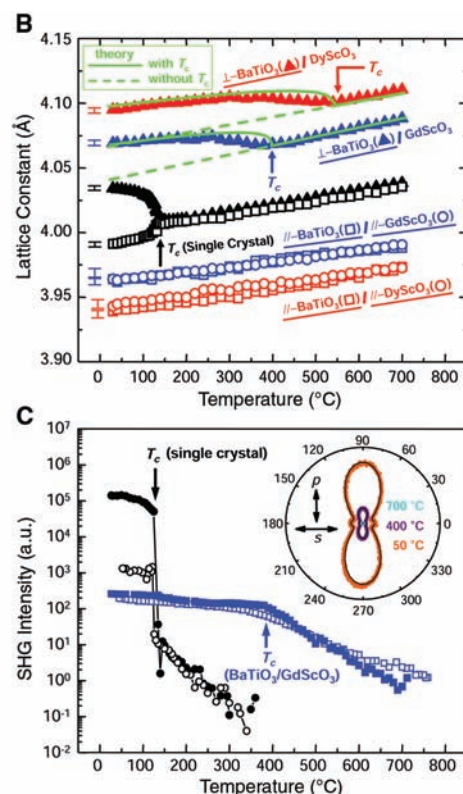 B
theory
with Tc
without Tc
⊥-BaTiO3(▲) / DyScO3
Tc
Tc
⊥-BaTiO3(▲) / GdScO3
Tc (Single Crystal)
//-BaTiO3(□) / //-GdScO3(O)
//-BaTiO3(□) / //-DyScO3(O)
4.15
4.10
4.05
4.00
3.95
3.90
Lattice Constant (Å)
0 100 200 300 400 500 600 700 800
Temperature (°C)
C
Tc (single crystal)
Tc
(BaTiO3/GdScO3)
10^7
10^6
10^5
10^4
10^3
10^2
10^1
10^0
10^-1
10^-2
SHG Intensity (a.u.)
90
120 60
150 30
180 0
210 330
240 300
270
p
s
700 °C
400 °C
50 °C
0 100 200 300 400 500 600 700 800
Temperature (°C)